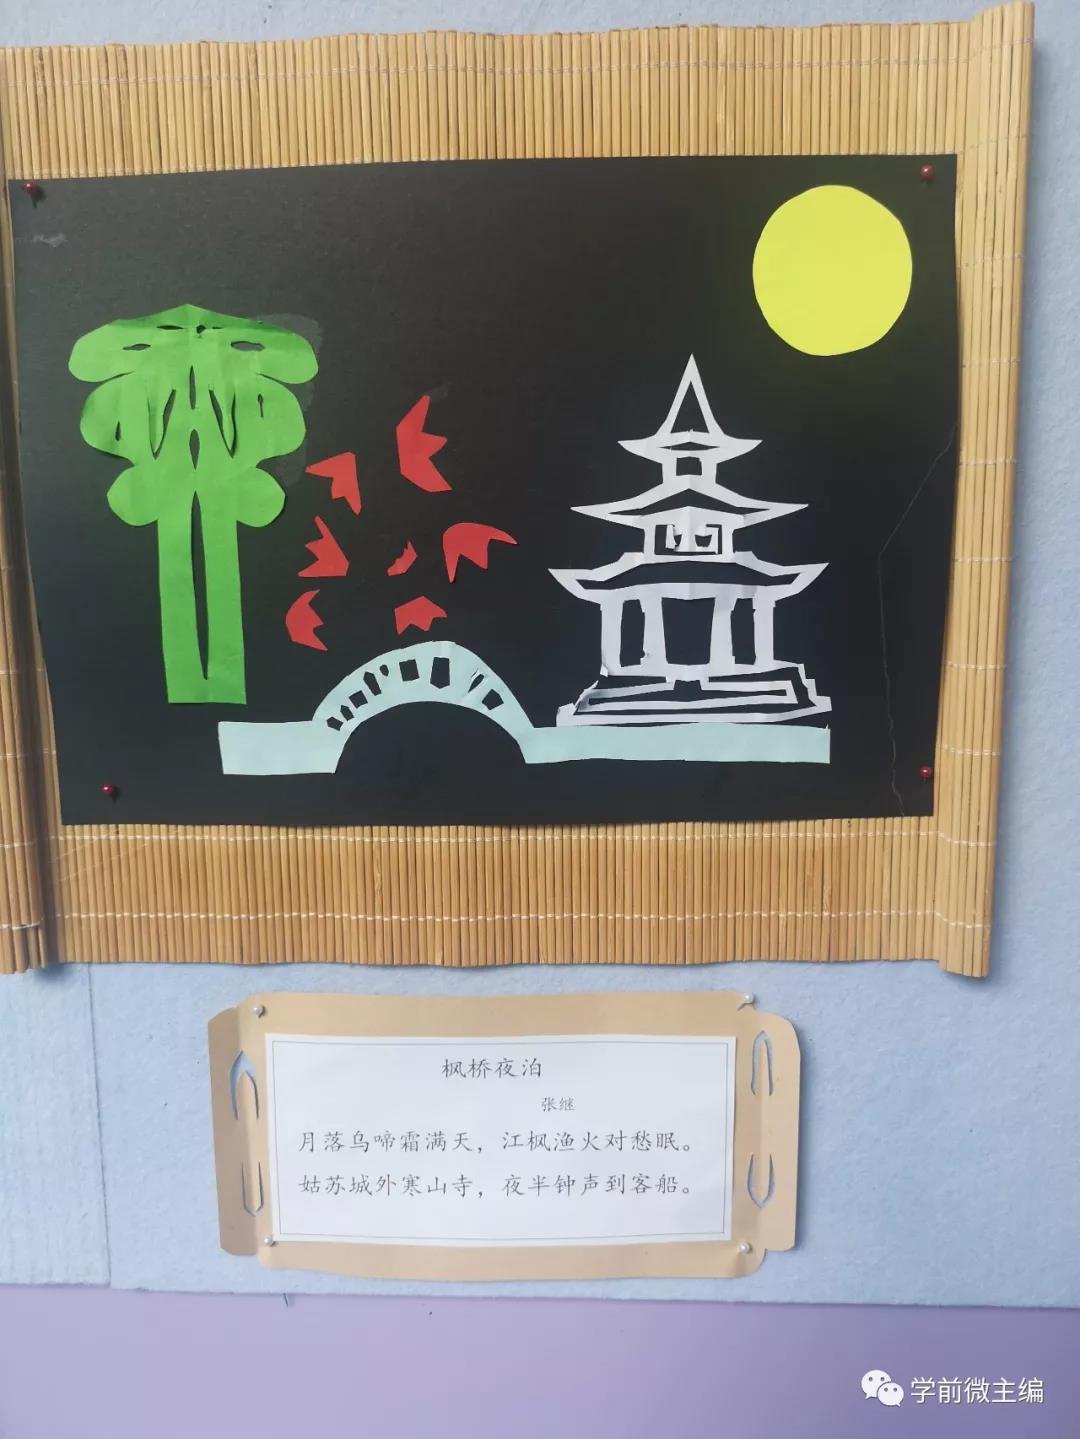 枫桥夜泊
张继
月落乌啼霜满天，江枫渔火对愁眠。
姑苏城外寒山寺，夜半钟声到客船。
学前微主编